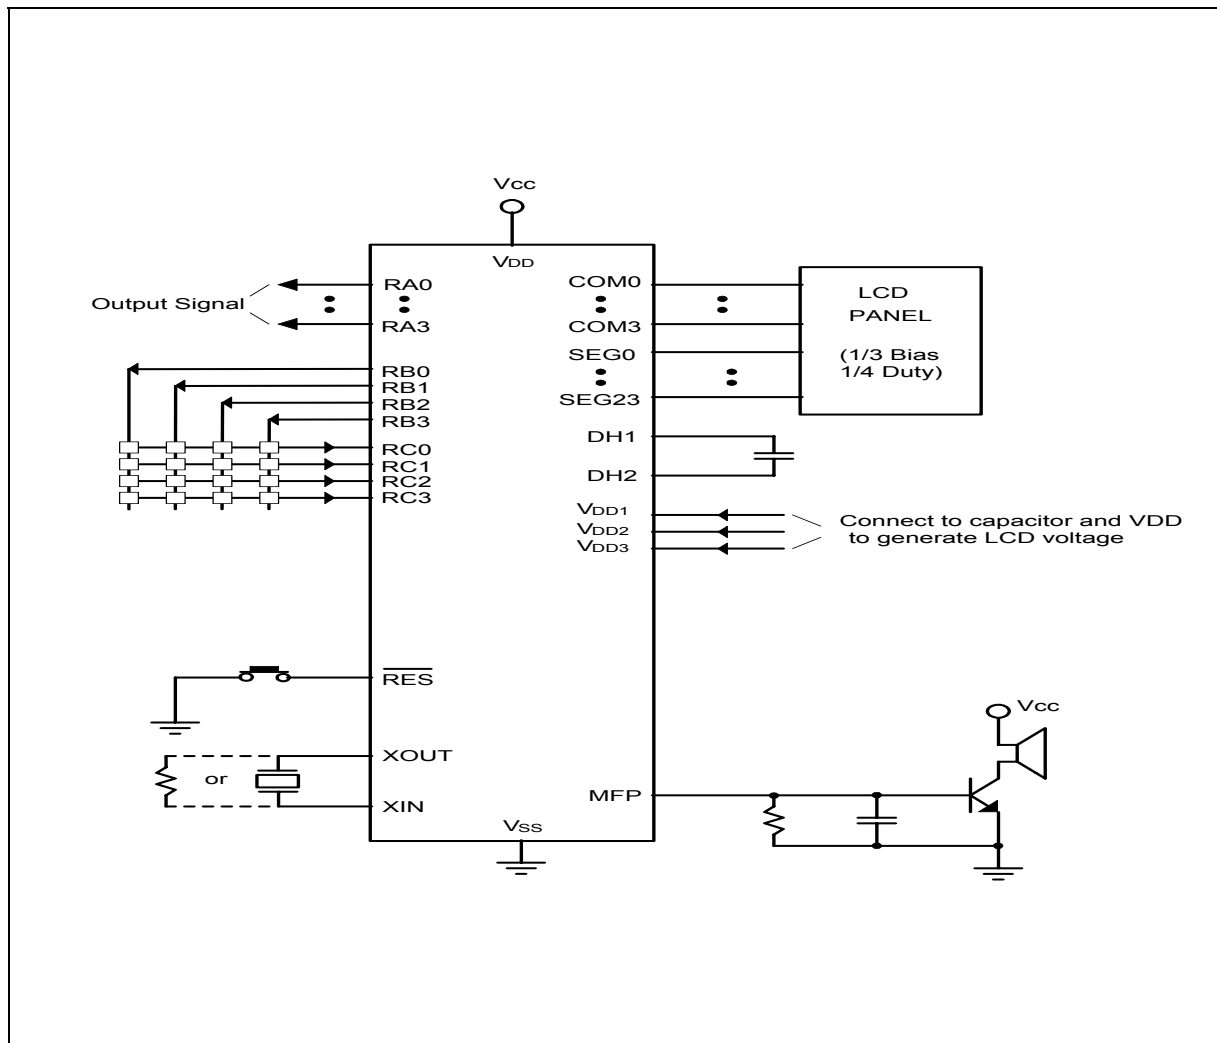 Vcc
VDD
RA0
RA3
Output Signal
RB0
RB1
RB2
RB3
RC0
RC1
RC2
RC3
RES
XOUT
XIN
or
VSS
COM0
COM3
SEG0
SEG23
LCD
PANEL
(1/3 Bias
1/4 Duty)
DH1
DH2
VDD1
VDD2
VDD3
Connect to capacitor and VDD
to generate LCD voltage
MFP
Vcc